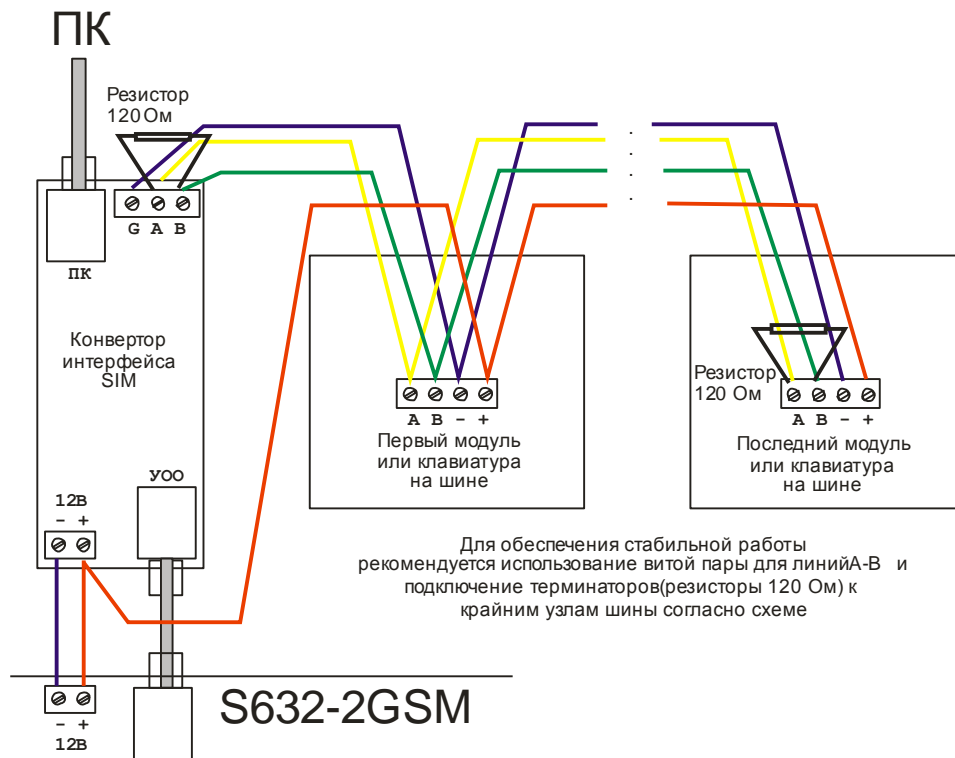 ПК
Резистор
120 Ом
G A B
ПК
Конвертор
интерфейса
SIM
УОО
12В
- +
A B - +
Первый модуль
или клавиатура
на шине
Резистор
120 Ом
A B - +
Последний модуль
или клавиатура
на шине
Для обеспечения стабильной работы
рекомендуется использование витой пары для линийА-В и
подключение терминаторов(резисторы 120 Ом) к
крайним узлам шины согласно схеме
S632-2GSM
- +
12В